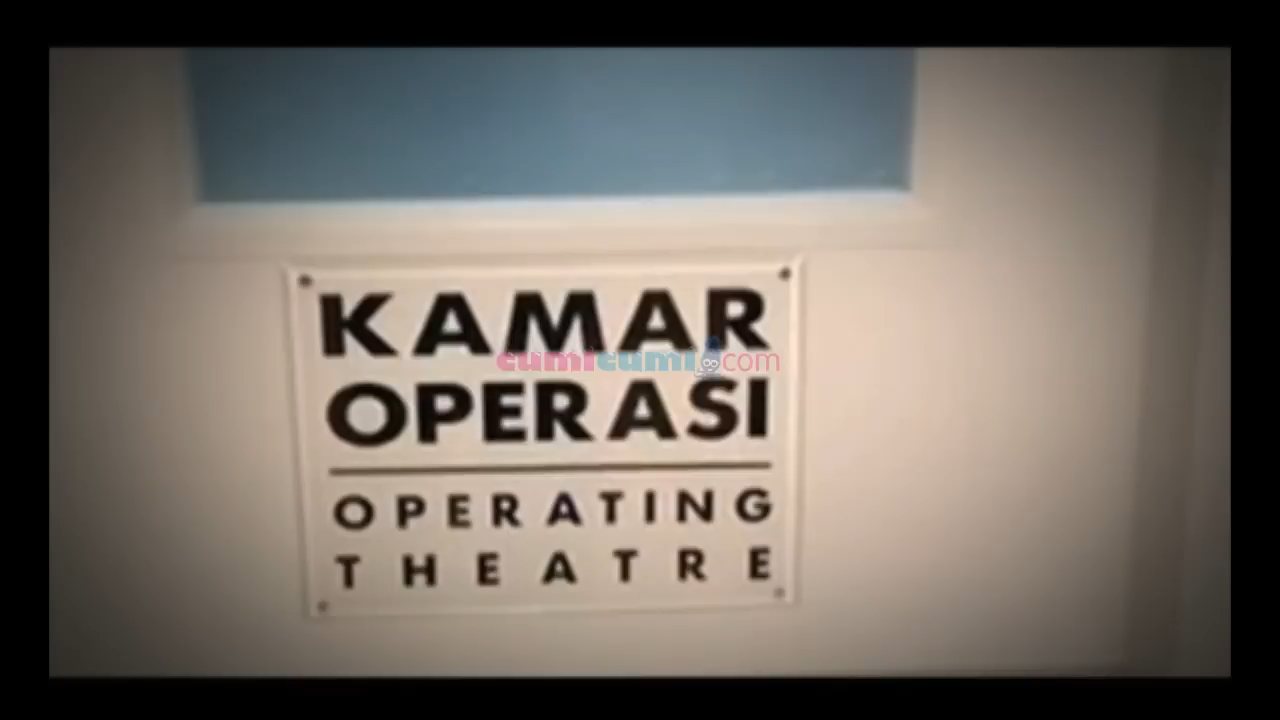 KAMAR
cumicumi.com
OPERASI
OPERATING
THEATRE